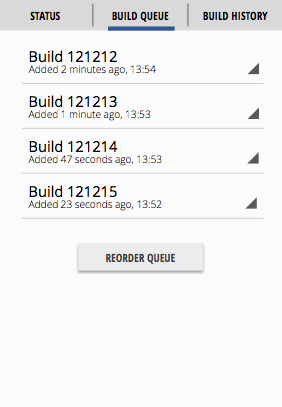 STATUS
BUILD QUEUE
BUILD HISTORY
Build 121212
Added 2 minutes ago, 13:54
Build 121213
Added 1 minute ago, 13:53
Build 121214
Added 47 seconds ago, 13:53
Build 121215
Added 23 seconds ago, 13:52
REORDER QUEUE